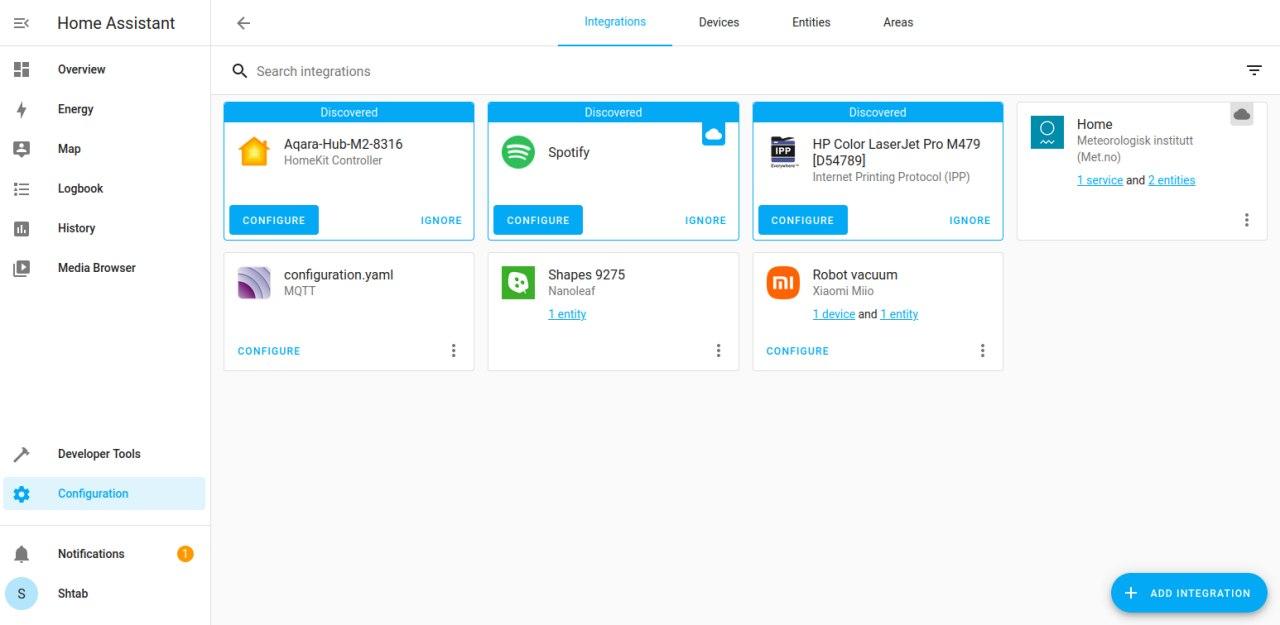 Home Assistant
Overview
Energy
Map
Logbook
History
Media Browser
Developer Tools
Configuration
Notifications
1
S
Shtab
Integrations
Devices
Entities
Areas
Search integrations
Discovered
Aqara-Hub-M2-8316
HomeKit Controller
CONFIGURE
IGNORE
Discovered
Spotify
CONFIGURE
IGNORE
Discovered
IPP
Everywhere™
HP Color LaserJet Pro M479
[D54789]
Internet Printing Protocol (IPP)
CONFIGURE
IGNORE
Home
Meteorologisk institutt
(Met.no)
1 service and 2 entities
configuration.yaml
MQTT
CONFIGURE
Shapes 9275
Nanoleaf
1 entity
mi
Robot vacuum
Xiaomi Miio
1 device and 1 entity
CONFIGURE
ADD INTEGRATION